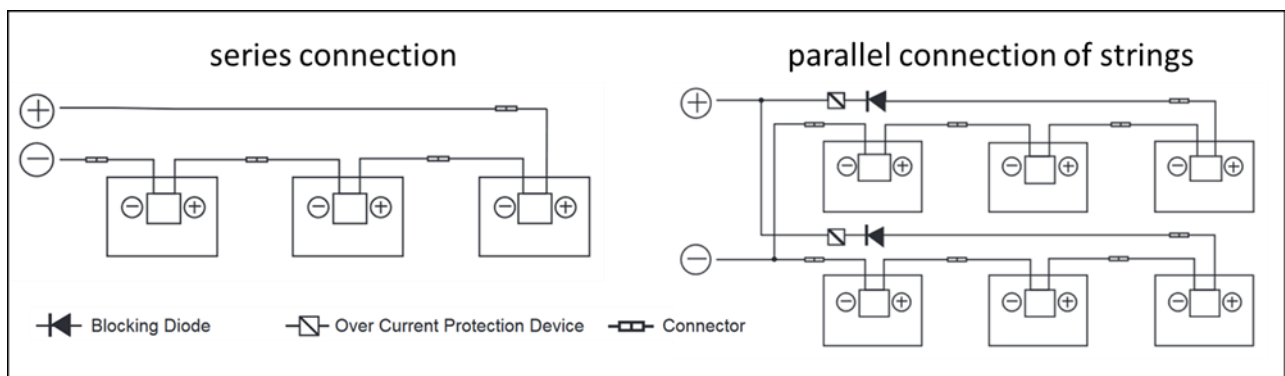 series connection
parallel connection of strings
Blocking Diode
Over Current Protection Device
Connector